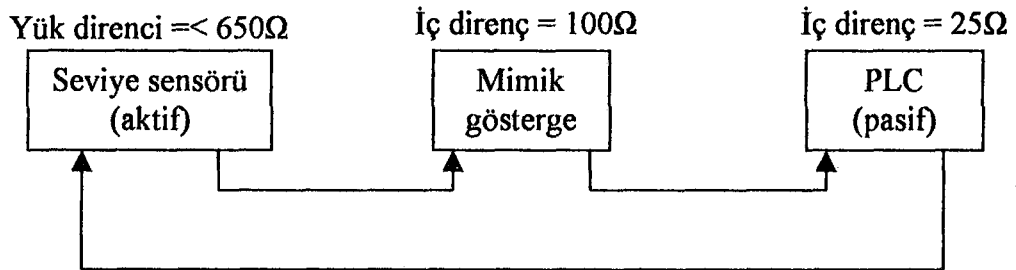 Yük direnci =< 650Ω
İç direnç = 100Ω
İç direnç = 25Ω
Seviye sensörü
(aktif)
Mimik
gösterge
PLC
(pasif)